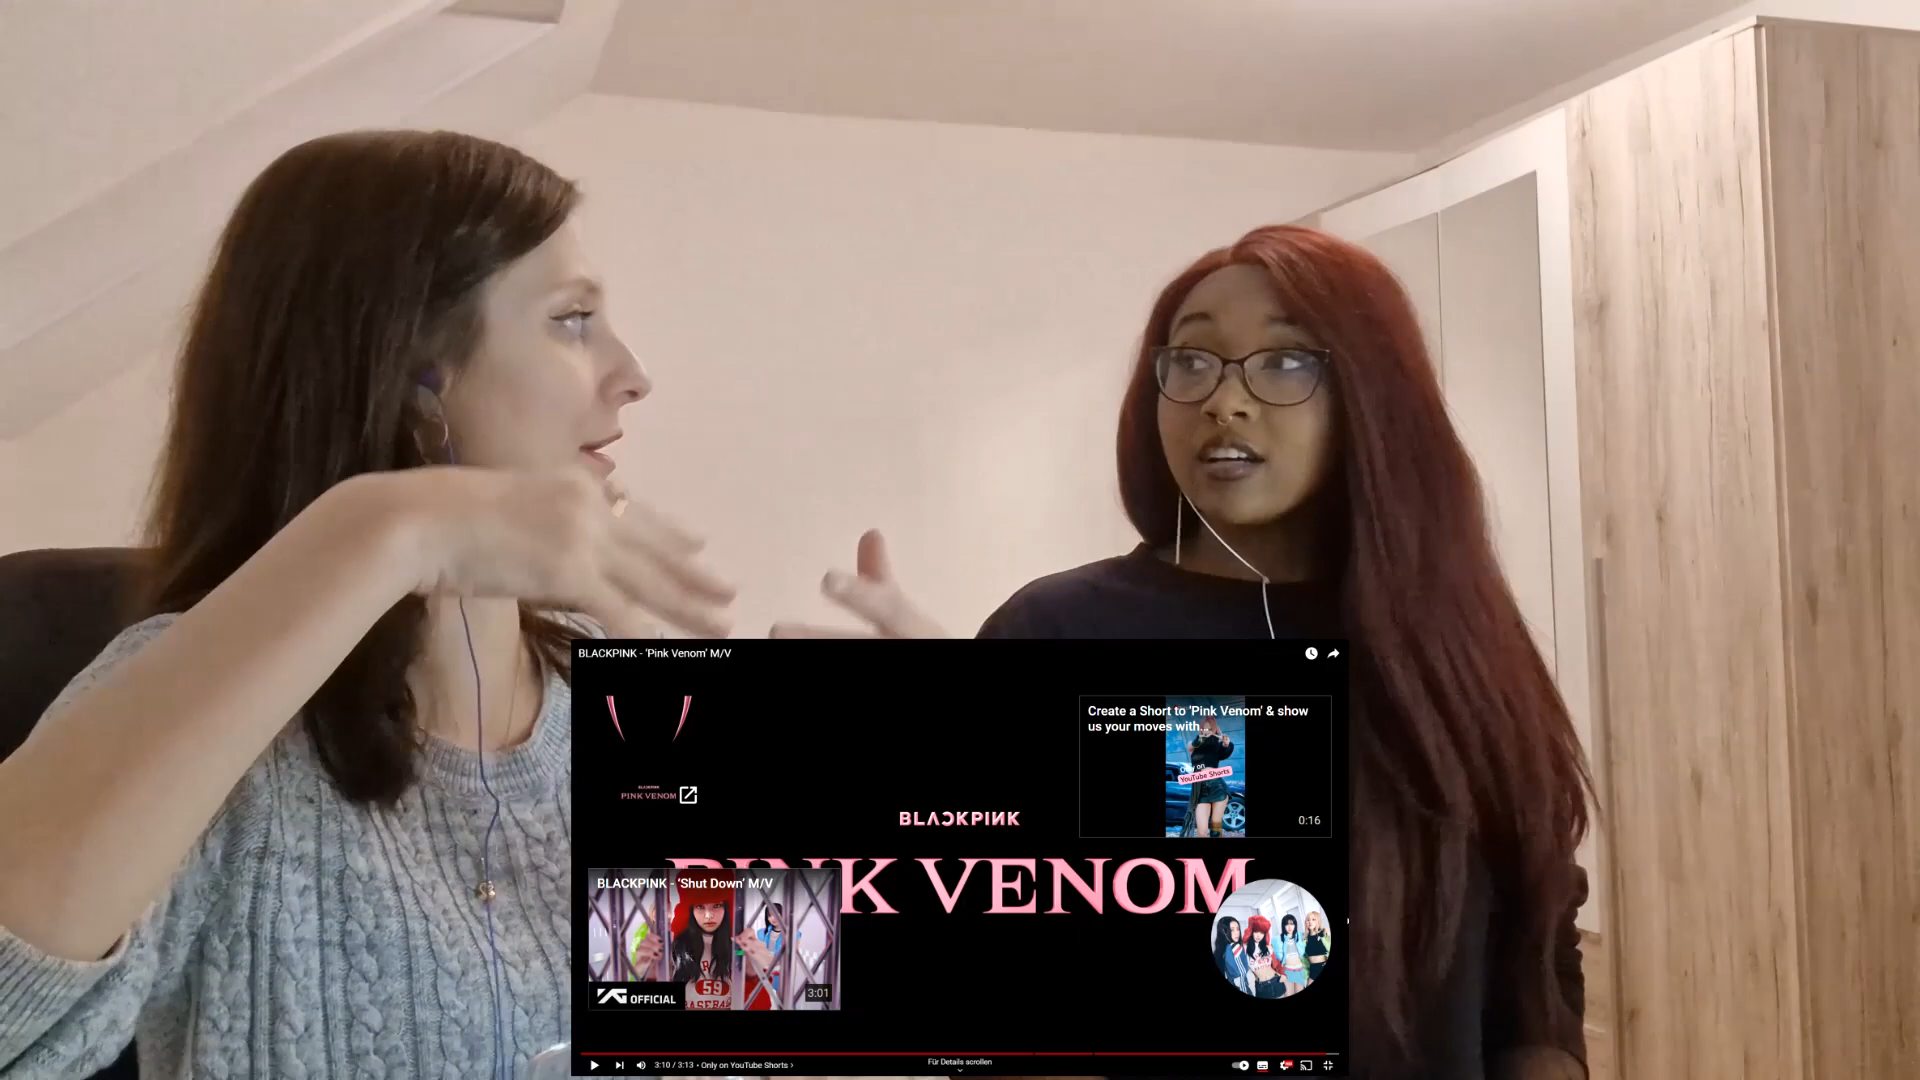 BLACKPINK - 'Pink Venom' M/V
Create a Short to 'Pink Venom' & show
us your moves with...
Only on
YouTube Shorts
0:16
BLACKPINK
PINK VENOM
BLACKPINK
PINK VENOM
BLACKPINK - 'Shut Down' M/V
59
YG OFFICIAL
3:01
3:10 / 3:13 • Only on YouTube Shorts ›
Für Details scrollen